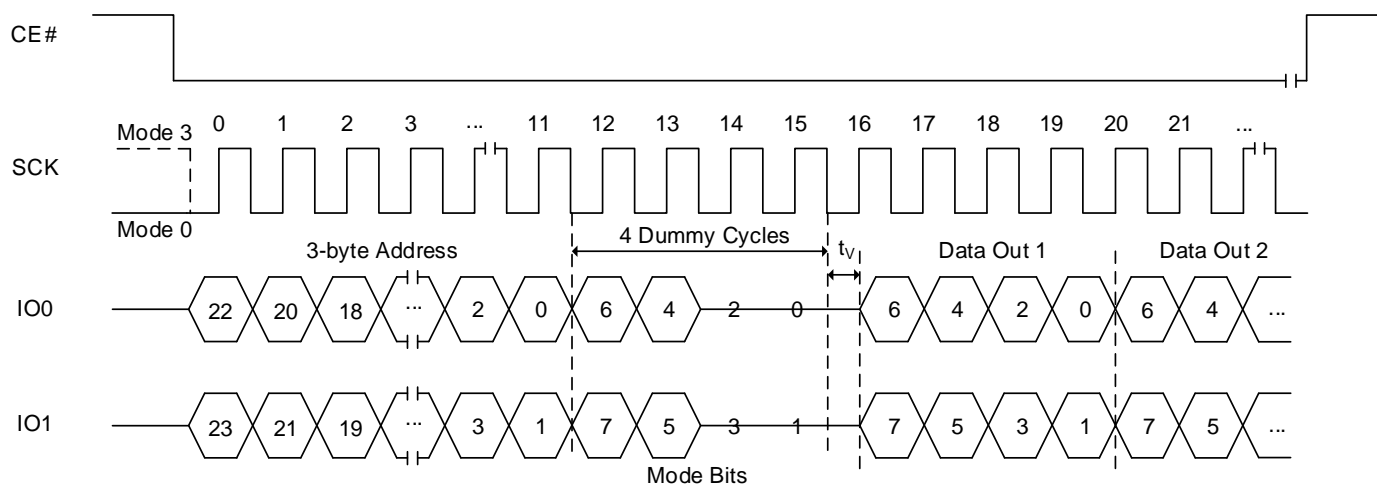 CE#
0 1 2 3 ... 11 12 13 14 15 16 17 18 19 20 21 ...
Mode 3
SCK
Mode 0
3-byte Address 4 Dummy Cycles tV Data Out 1 Data Out 2
IO0 22 20 18 ... 2 0 6 4 2 0 6 4 2 0 6 4 ...
IO1 23 21 19 ... 3 1 7 5 3 1 7 5 3 1 7 5 ...
Mode Bits